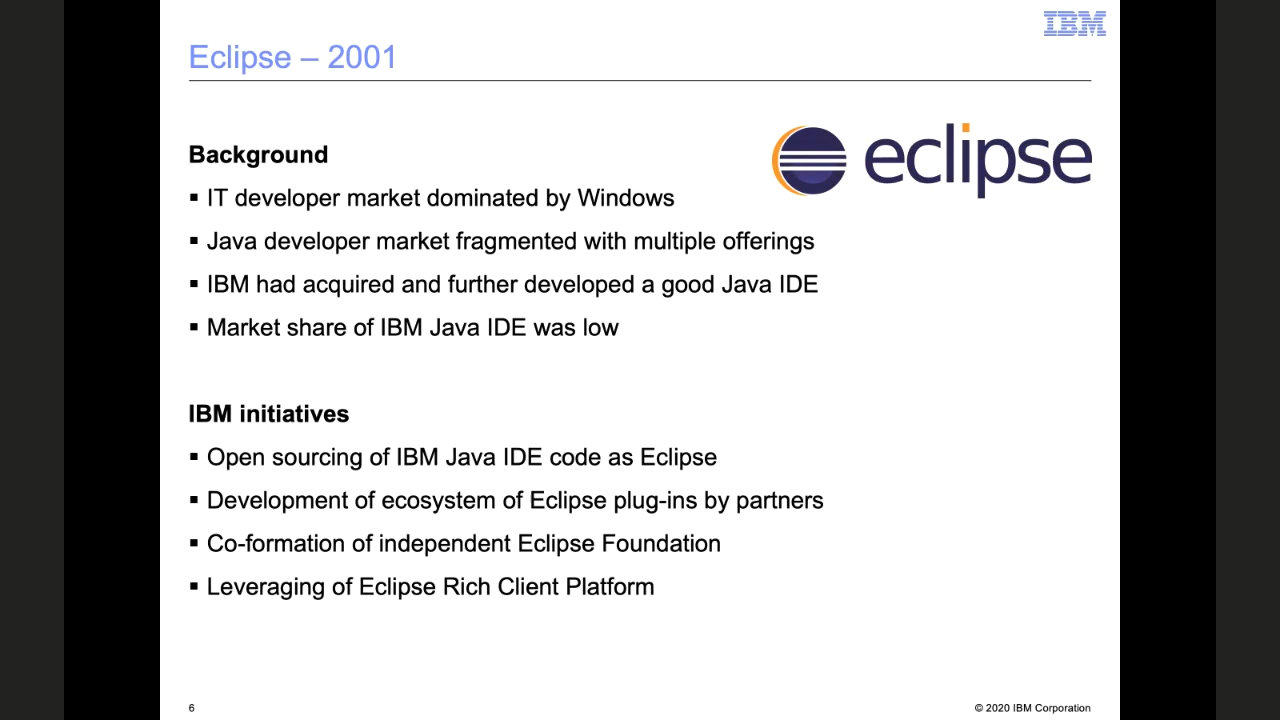 IBM
Eclipse – 2001
eclipse
Background
▪ IT developer market dominated by Windows
▪ Java developer market fragmented with multiple offerings
▪ IBM had acquired and further developed a good Java IDE
▪ Market share of IBM Java IDE was low
IBM initiatives
▪ Open sourcing of IBM Java IDE code as Eclipse
▪ Development of ecosystem of Eclipse plug-ins by partners
▪ Co-formation of independent Eclipse Foundation
▪ Leveraging of Eclipse Rich Client Platform
6
© 2020 IBM Corporation